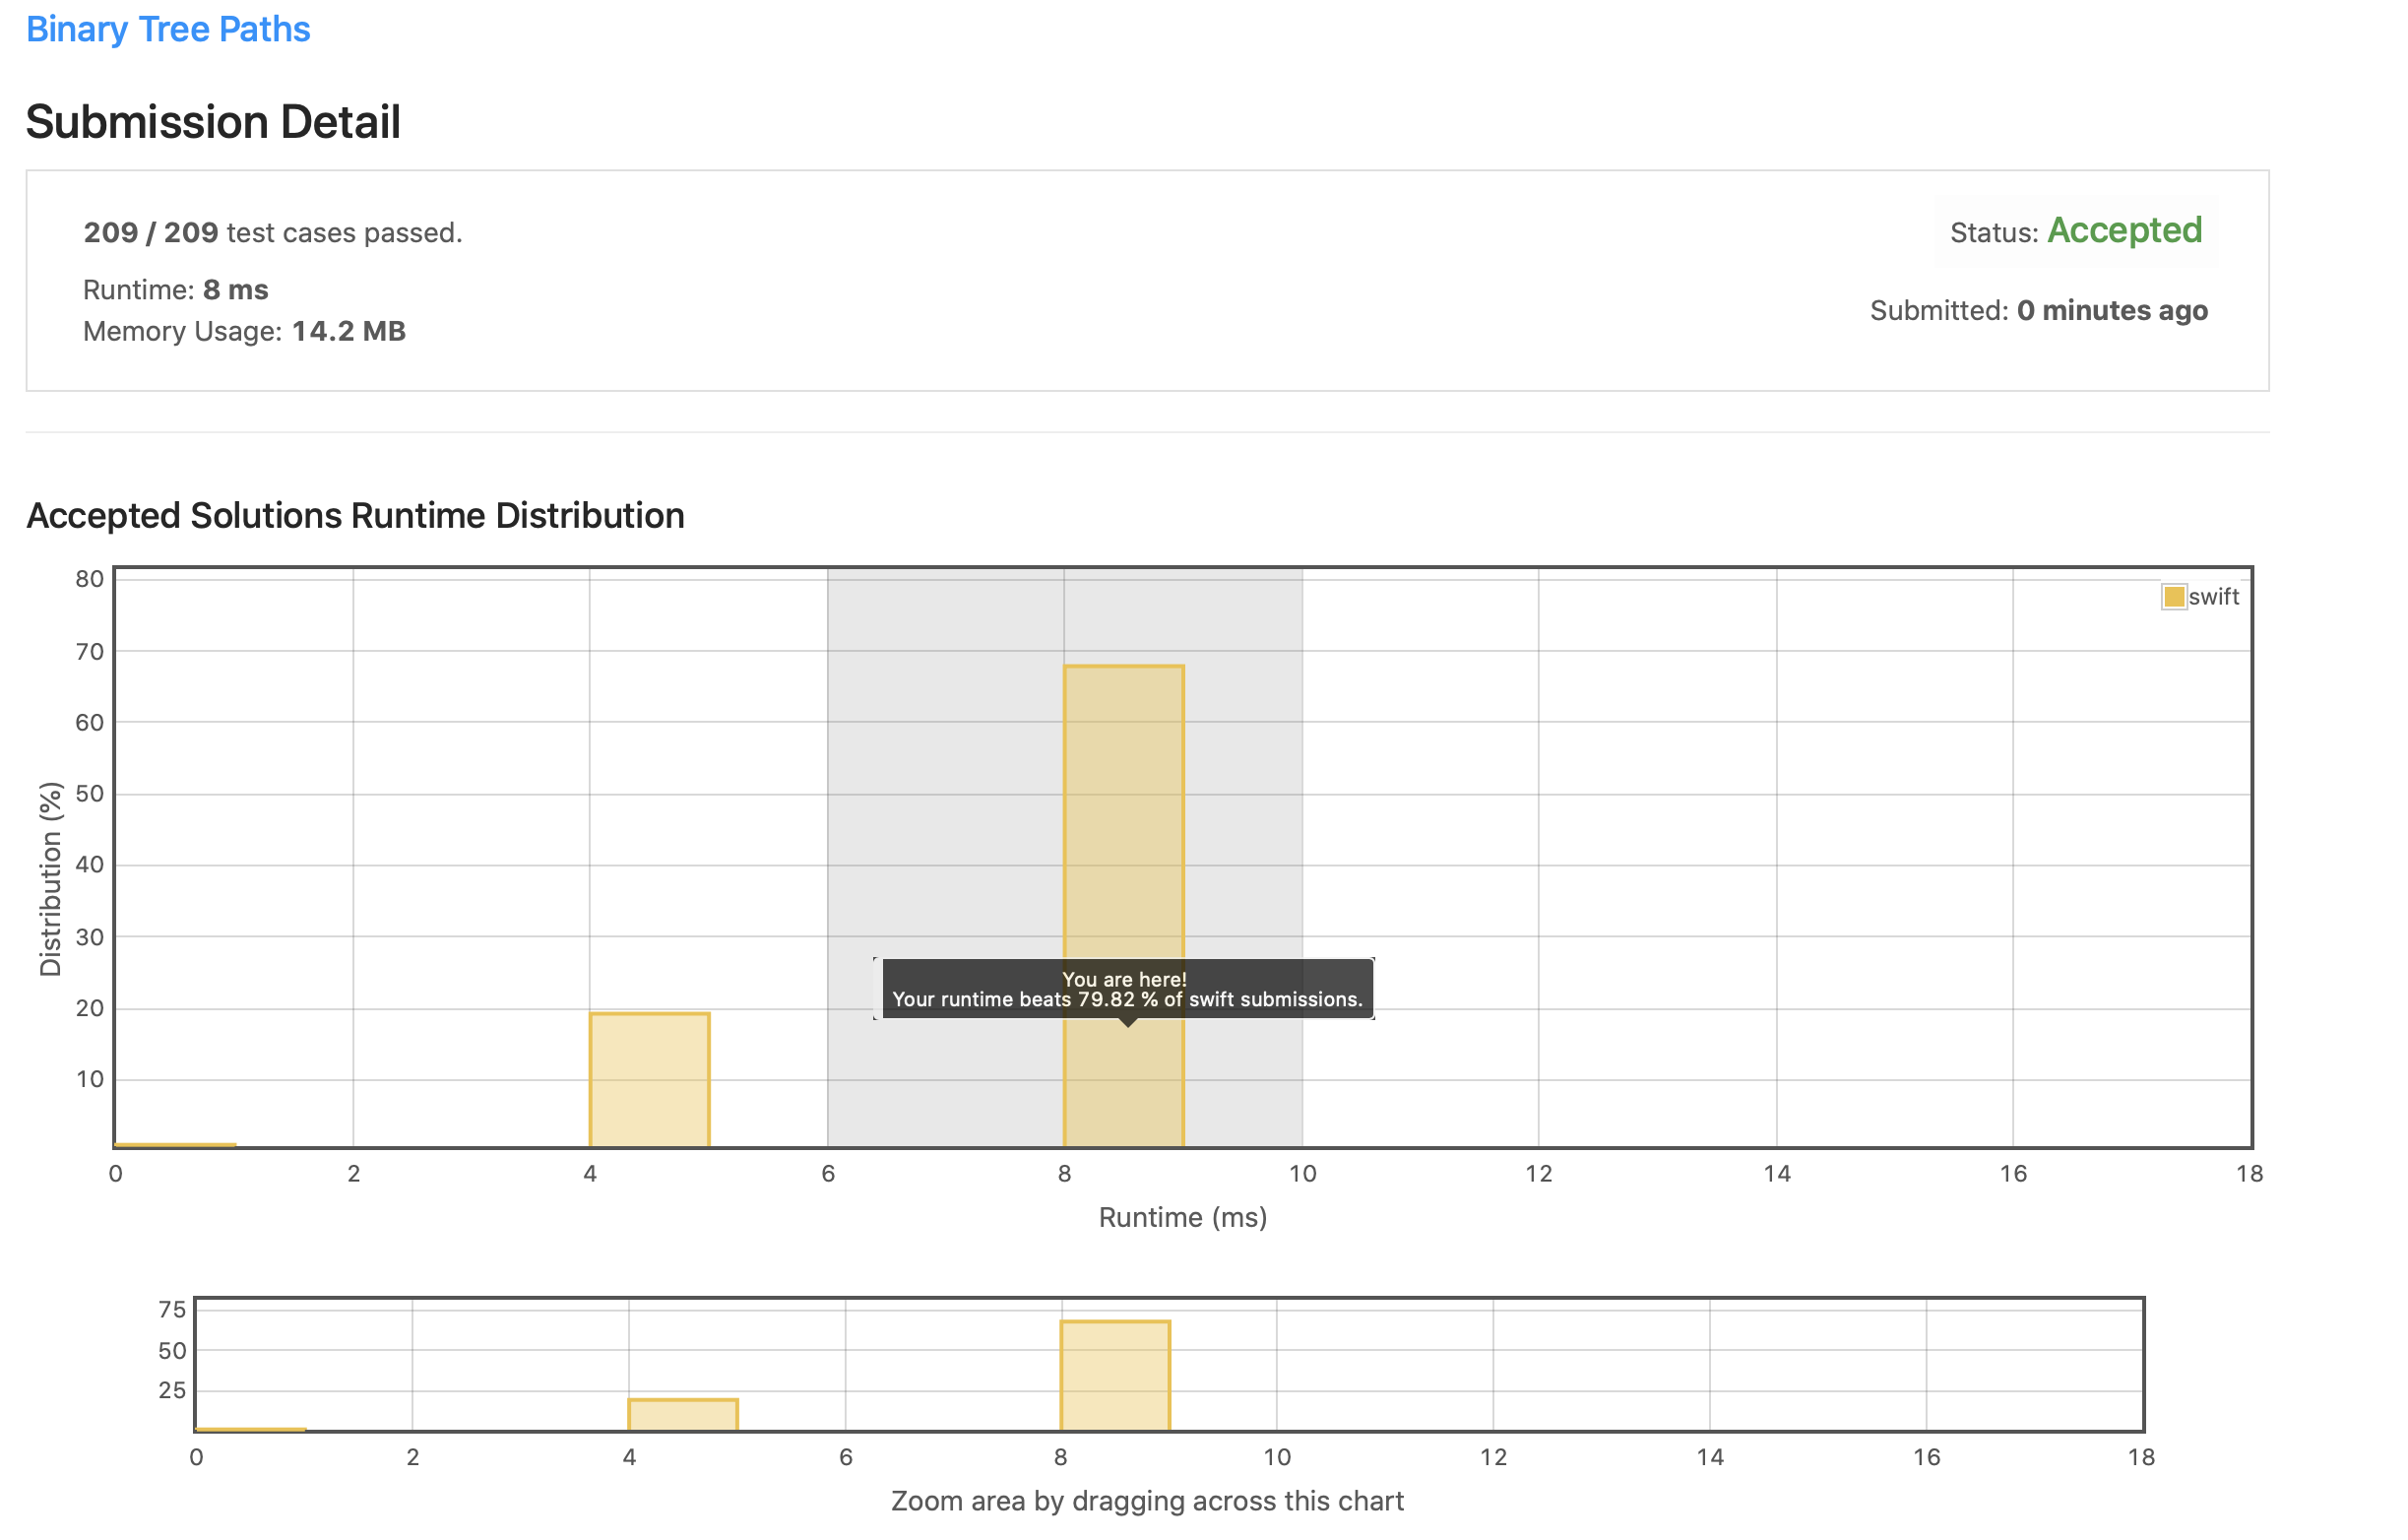 Binary Tree Paths
Submission Detail
209 / 209 test cases passed.
Status: Accepted
Runtime: 8 ms
Memory Usage: 14.2 MB
Submitted: 0 minutes ago
Accepted Solutions Runtime Distribution
swift
80
70
60
50
40
30
20
10
Distribution (%)
You are here!
Your runtime beats 79.82 % of swift submissions.
0 2 4 6 8 10 12 14 16 18
Runtime (ms)
75
50
25
0 2 4 6 8 10 12 14 16 18
Zoom area by dragging across this chart